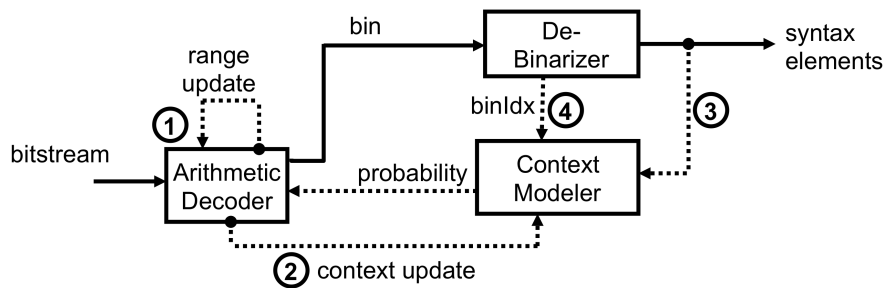 bin
De-
Binarizer
syntax
elements
range
update
binIdx
4
3
1
bitstream
Arithmetic
Decoder
probability
Context
Modeler
2 context update